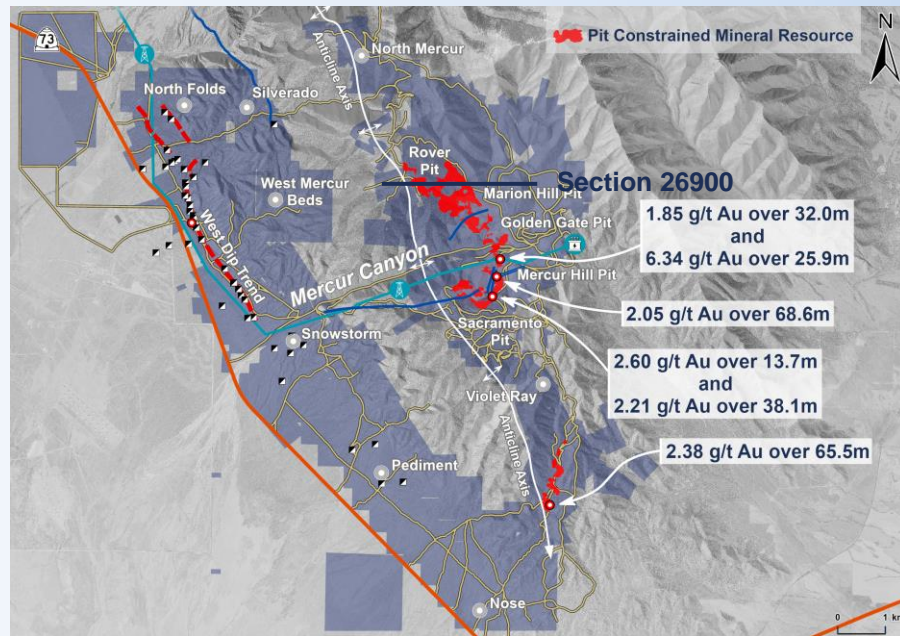 73
N
Pit Constrained Mineral Resource
Anticline Axis
North Mercur
North Folds
Silverado
Rover
Pit
Section 26900
Marion Hill Pit
West Mercur
Beds
Golden Gate Pit
1.85 g/t Au over 32.0m
and
6.34 g/t Au over 25.9m
West Dip Trend
Mercur Canyon
Mercur Hill Pit
2.05 g/t Au over 68.6m
Snowstorm
Sacramento
Pit
2.60 g/t Au over 13.7m
and
2.21 g/t Au over 38.1m
Violet Ray
Anticline Axis
2.38 g/t Au over 65.5m
Pediment
Nose
0 1 km